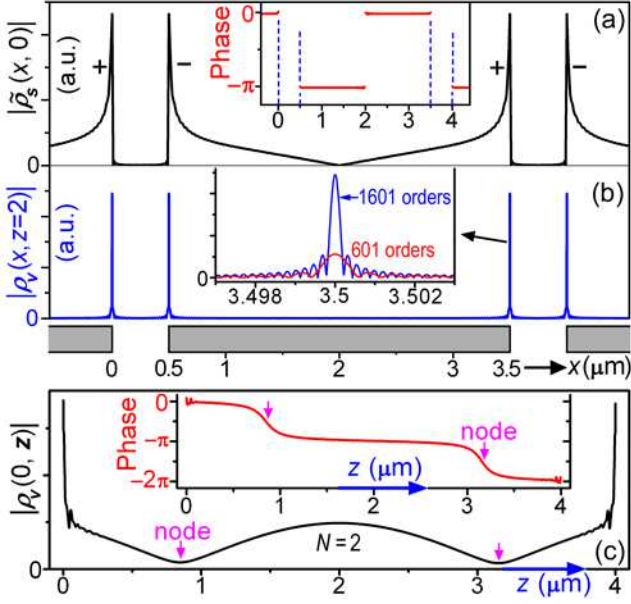 |ρ̃ₛ(x, 0)|
(a.u.)
0
+
−
+
−
(a)
Phase
0
−π
0 1 2 3 4
|ρᵥ(x, z=2)|
(a.u.)
0
(b)
1601 orders
601 orders
0
3.498 3.5 3.502
0 0.5 1 2 3 3.5 x(μm)
|ρᵥ(0, z)|
0
Phase
0
−π
−2π
node
z (μm)
0 1 2 3 4
node
N=2
(c)
z (μm)
0 1 2 3 4